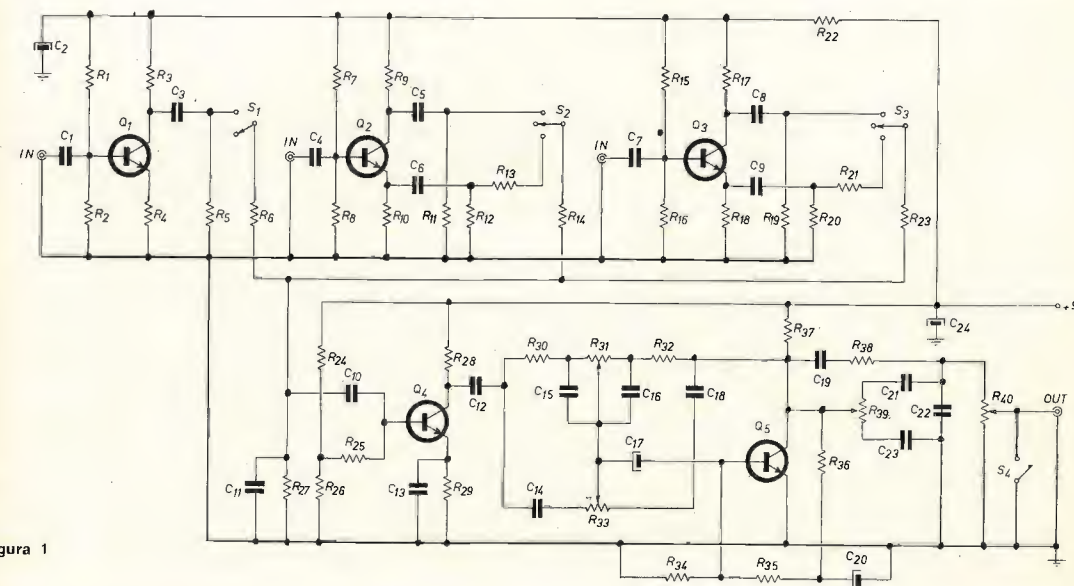 R22
C2
R1
R3
C3
S1
R7
R9
C5
S2
R15
R17
C8
S3
IN
C1
Q1
IN
C4
Q2
C6
R13
IN
C7
Q3
C9
R21
R2
R4
R5
R6
R8
R10
R11
R12
R14
R16
R18
R19
R20
R23
C24
R24
C10
R28
Q4
C12
R30
R31
R32
R37
C19
R38
C15
C16
C18
C21
R39
C22
R40
OUT
R25
C17
Q5
C23
R36
S4
C11
R27
R26
C13
R29
C14
R33
R34
R35
C20
gura 1